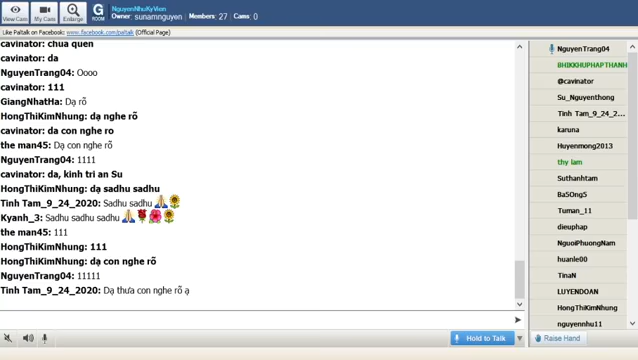 NguyenNhuKyVien
Owner: sunamnguyen | Members: 27 | Cams: 0
View Cam
My Cam
Enlarge
G
ROOM
Like Paltalk on Facebook: www.facebook.com/paltalk (Official Page)
cavinator: chua quen
cavinator: da
NguyenTrang04: Oooo
cavinator: 111
GiangNhatHa: Dạ rõ
HongThiKimNhung: dạ nghe rõ
cavinator: da con nghe ro
the man45: Dạ con nghe rõ
NguyenTrang04: 1111
cavinator: da, kinh tri an Su
HongThiKimNhung: dạ sadhu sadhu
Tinh Tam_9_24_2020: Sadhu sadhu 🙏🌻
Kyanh_3: Sadhu sadhu sadhu 🙏🌹🌺🌻
the man45: 111
HongThiKimNhung: 111
HongThiKimNhung: dạ con nghe rõ
NguyenTrang04: 11111
Tinh Tam_9_24_2020: Dạ thưa con nghe rõ ạ
NguyenTrang04
BHIKKHUPHAPTHANH
@cavinator
Su_Nguyenthong
Tinh Tam_9_24_2...
karuna
Huyenmong2013
thy lam
Suthanhtam
Ba5Ong5
Tuman_11
dieuphap
NguoiPhuongNam
huanle00
TinaN
LUYENDOAN
HongThiKimNhung
nguyennhu11
Hold to Talk
Raise Hand